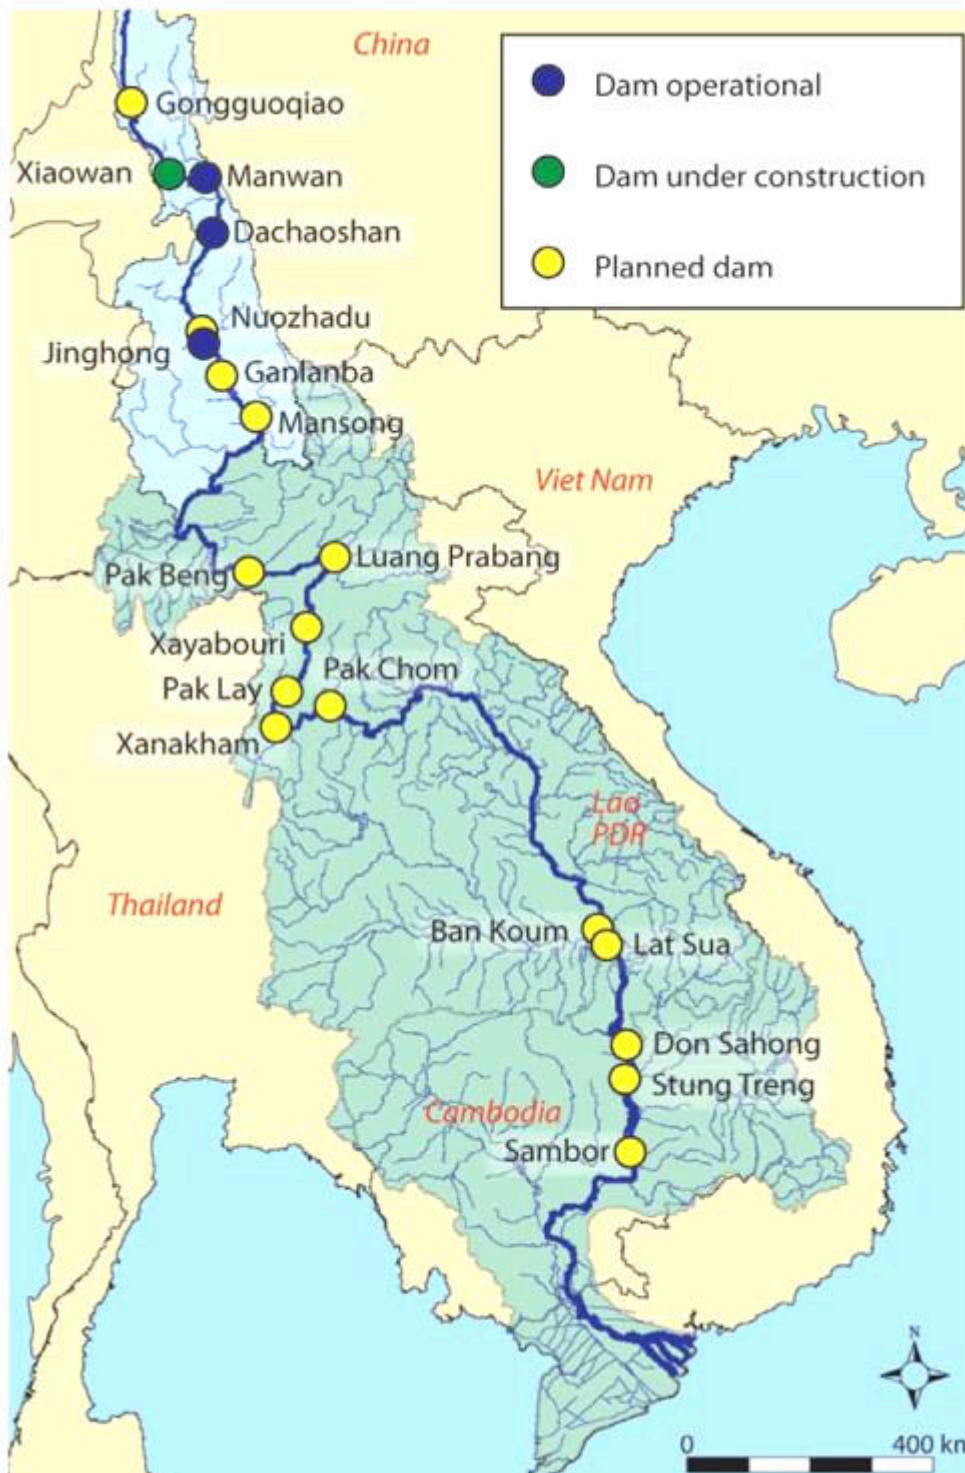 China
Dam operational
Dam under construction
Planned dam
Gongguoqiao
Xiaowan
Manwan
Dachaoshan
Nuozhadu
Jinghong
Ganlanba
Mansong
Viet Nam
Luang Prabang
Pak Beng
Xayabouri
Pak Chom
Pak Lay
Xanakham
Lao
PDR
Thailand
Ban Koum
Lat Sua
Don Sahong
Stung Treng
Cambodia
Sambor
N
0
400 km